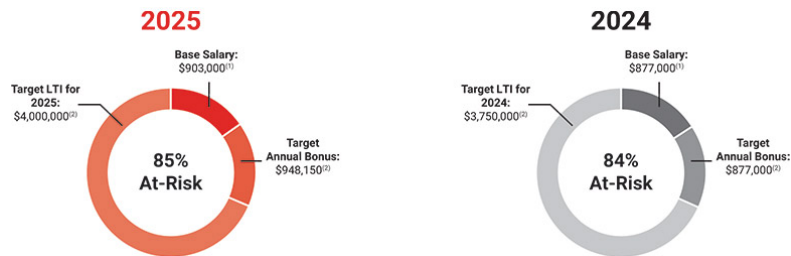 2025
Base Salary:
$903,000(1)
Target LTI for
2025:
$4,000,000(2)
Target
Annual Bonus:
$948,150(2)
85%
At-Risk
2024
Base Salary:
$877,000(1)
Target LTI for
2024:
$3,750,000(2)
Target
Annual Bonus:
$877,000(2)
84%
At-Risk